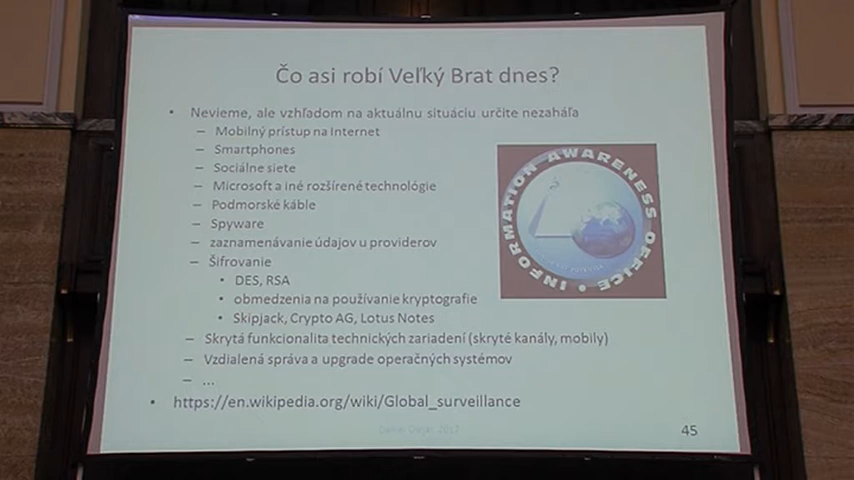 Čo asi robí Veľký Brat dnes?
• Nevieme, ale vzhľadom na aktuálnu situáciu určite nezaháľa
– Mobilný prístup na Internet
– Smartphones
– Sociálne siete
– Microsoft a iné rozšírené technológie
– Podmorské káble
– Spyware
– zaznamenávanie údajov u providerov
– Šifrovanie
• DES, RSA
• obmedzenia na používanie kryptografie
• Skipjack, Crypto AG, Lotus Notes
– Skrytá funkcionalita technických zariadení (skryté kanály, mobily)
– Vzdialená správa a upgrade operačných systémov
– ...
• https://en.wikipedia.org/wiki/Global_surveillance
INFORMATION AWARENESS OFFICE •
45